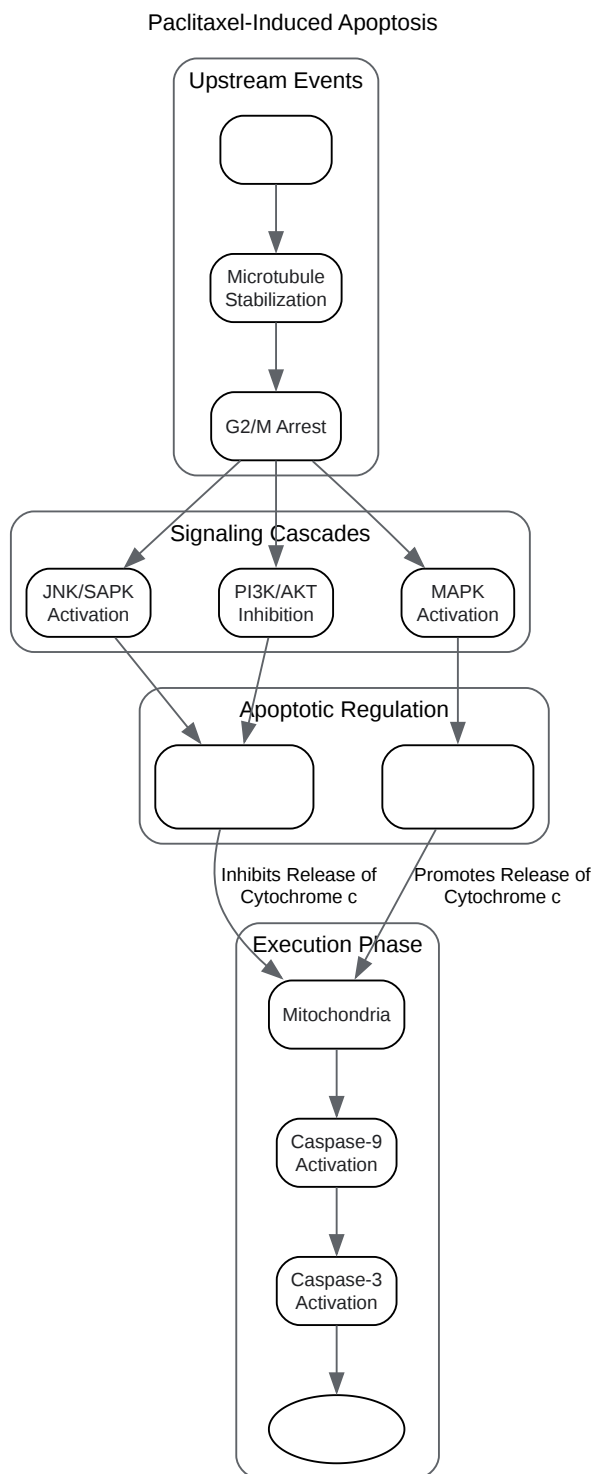 Paclitaxel-Induced Apoptosis
Upstream Events
Microtubule
Stabilization
G2/M Arrest
Signaling Cascades
JNK/SAPK
Activation
PI3K/AKT
Inhibition
MAPK
Activation
Apoptotic Regulation
Inhibits Release of
Cytochrome c
Promotes Release of
Cytochrome c
Execution Phase
Mitochondria
Caspase-9
Activation
Caspase-3
Activation